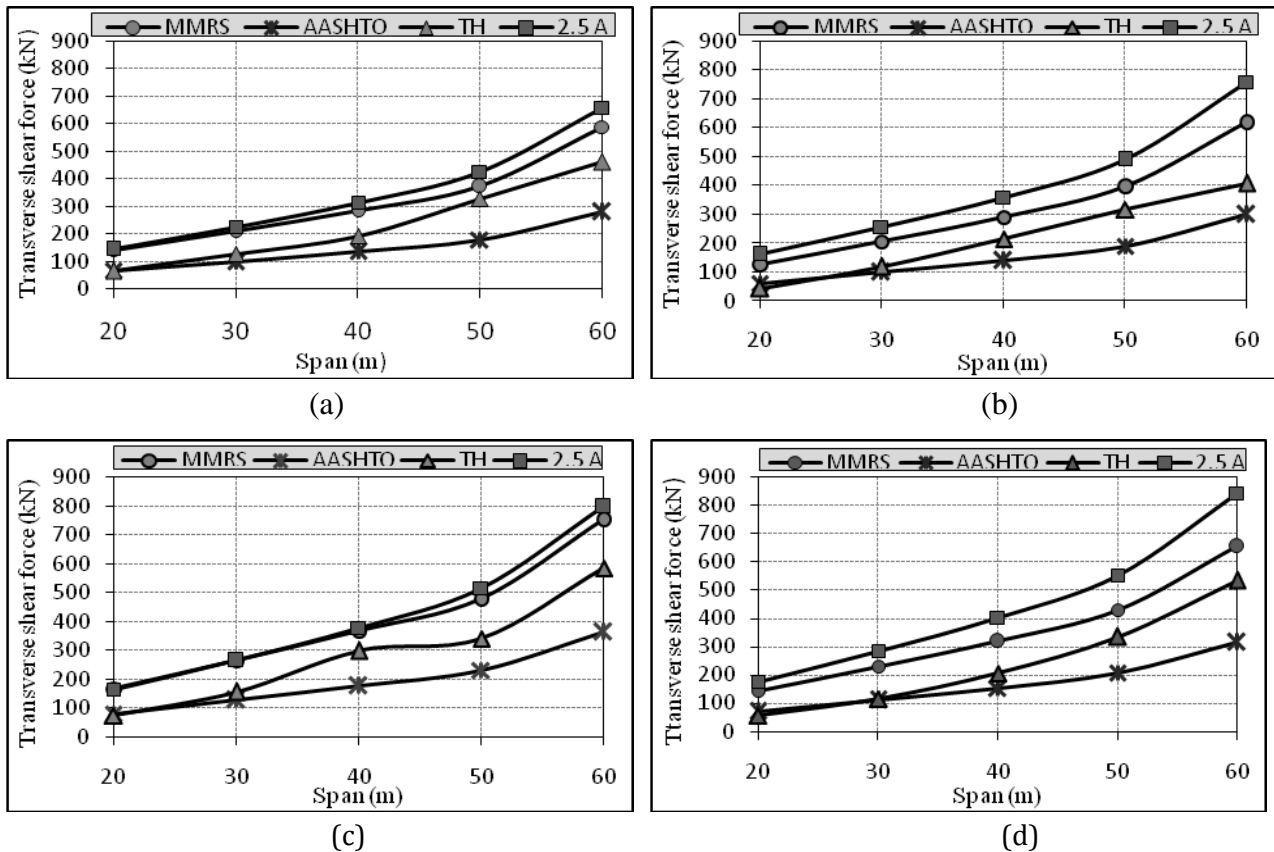 MMRS AASHTO TH 2.5 A
Transverse shear force (kN)
900
800
700
600
500
400
300
200
100
0
20 30 40 50 60
Span (m)
(a)
MMRS AASHTO TH 2.5 A
Transverse shear force (kN)
900
800
700
600
500
400
300
200
100
0
20 30 40 50 60
Span (m)
(b)
MMRS AASHTO TH 2.5 A
Transverse shear force (kN)
900
800
700
600
500
400
300
200
100
0
20 30 40 50 60
Span (m)
(c)
MMRS AASHTO TH 2.5 A
Ttansverse shear force (kN)
900
800
700
600
500
400
300
200
100
0
20 30 40 50 60
Span (m)
(d)